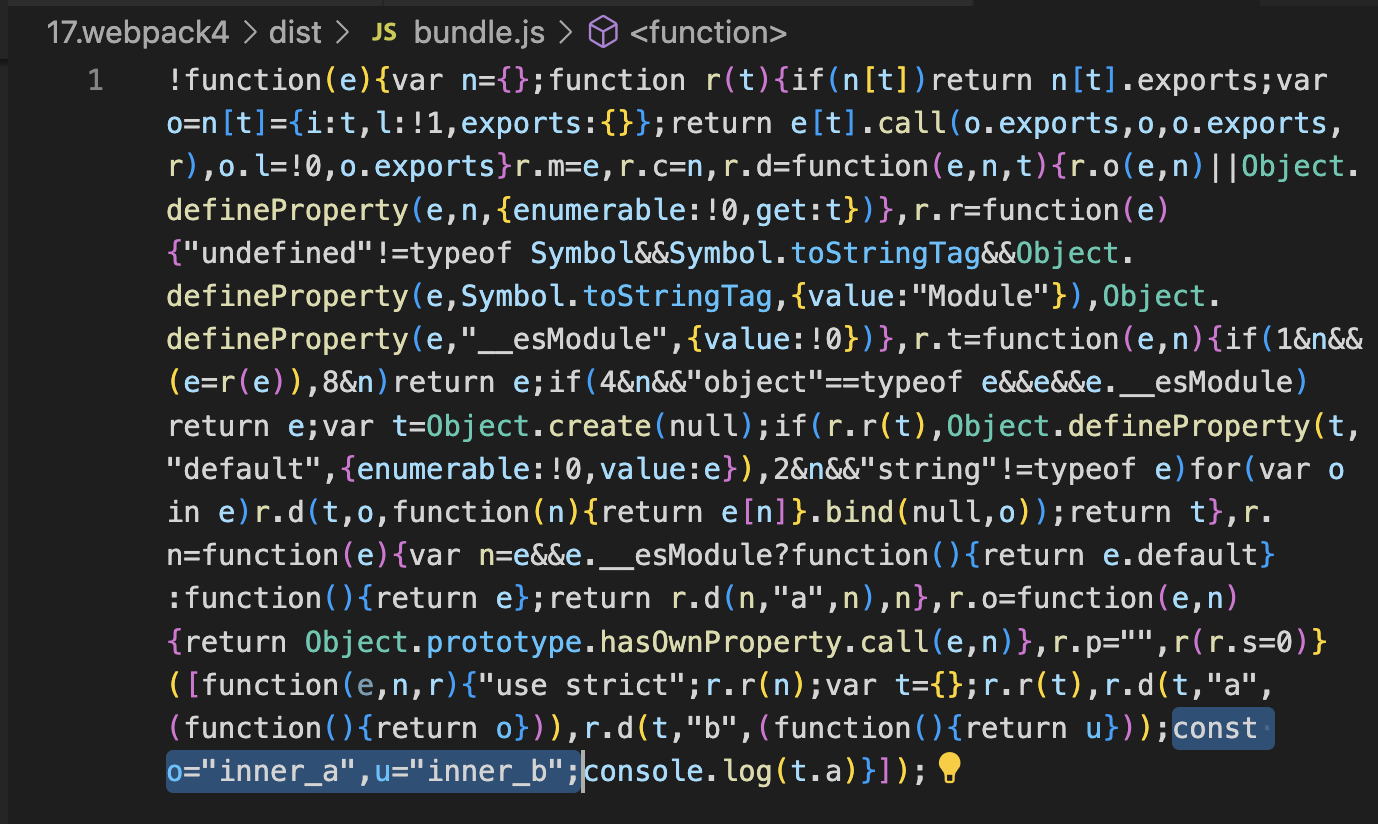 17.webpack4 > dist > JS bundle.js > <function>
1 !function(e){var n={};function r(t){if(n[t])return n[t].exports;var
o=n[t]={i:t,l:!1,exports:{}};return e[t].call(o.exports,o,o.exports,
r),o.l=!0,o.exports}r.m=e,r.c=n,r.d=function(e,n,t){r.o(e,n)||Object.
defineProperty(e,n,{enumerable:!0,get:t})},r.r=function(e)
{"undefined"!=typeof Symbol&&Symbol.toStringTag&&Object.
defineProperty(e,Symbol.toStringTag,{value:"Module"}),Object.
defineProperty(e,"__esModule",{value:!0})},r.t=function(e,n){if(1&n&&
(e=r(e)),8&n)return e;if(4&n&&"object"==typeof e&&e&&e.__esModule)
return e;var t=Object.create(null);if(r.r(t),Object.defineProperty(t,
"default",{enumerable:!0,value:e}),2&n&&"string"!=typeof e)for(var o
in e)r.d(t,o,function(n){return e[n]}.bind(null,o));return t},r.
n=function(e){var n=e&&e.__esModule?function(){return e.default}
:function(){return e};return r.d(n,"a",n),n},r.o=function(e,n)
{return Object.prototype.hasOwnProperty.call(e,n)},r.p="",r(r.s=0)}
([function(e,n,r){"use strict";r.r(n);var t={};r.r(t),r.d(t,"a",
(function(){return o})),r.d(t,"b",(function(){return u}));const
o="inner_a",u="inner_b";console.log(t.a)}]);